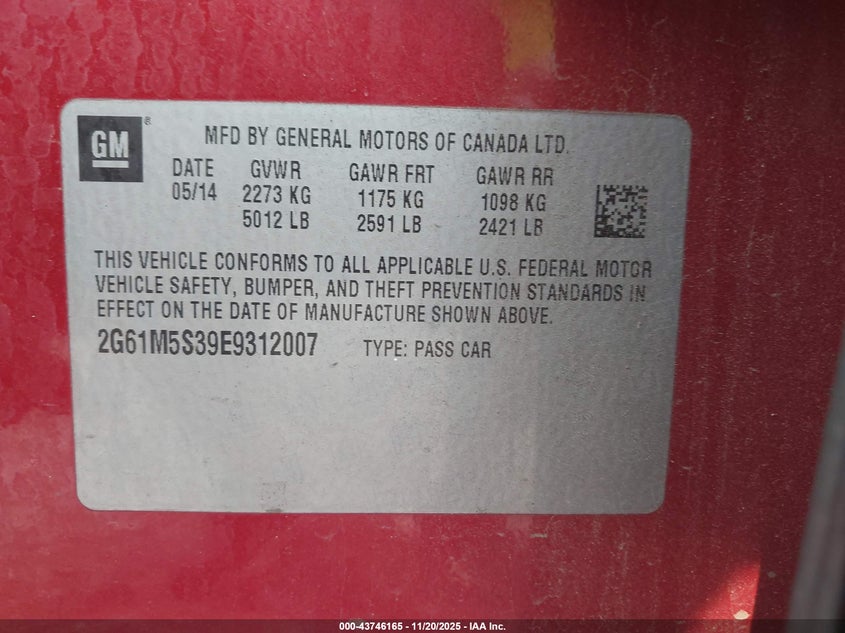 GM®
MFD BY GENERAL MOTORS OF CANADA LTD.
DATE GVWR GAWR FRT GAWR RR
05/14 2273 KG 1175 KG 1098 KG
5012 LB 2591 LB 2421 LB
THIS VEHICLE CONFORMS TO ALL APPLICABLE U.S. FEDERAL MOTOR
VEHICLE SAFETY, BUMPER, AND THEFT PREVENTION STANDARDS IN
EFFECT ON THE DATE OF MANUFACTURE SHOWN ABOVE.
2G61M5S39E9312007 TYPE: PASS CAR
000-43746165 - 11/20/2025 - IAA Inc.